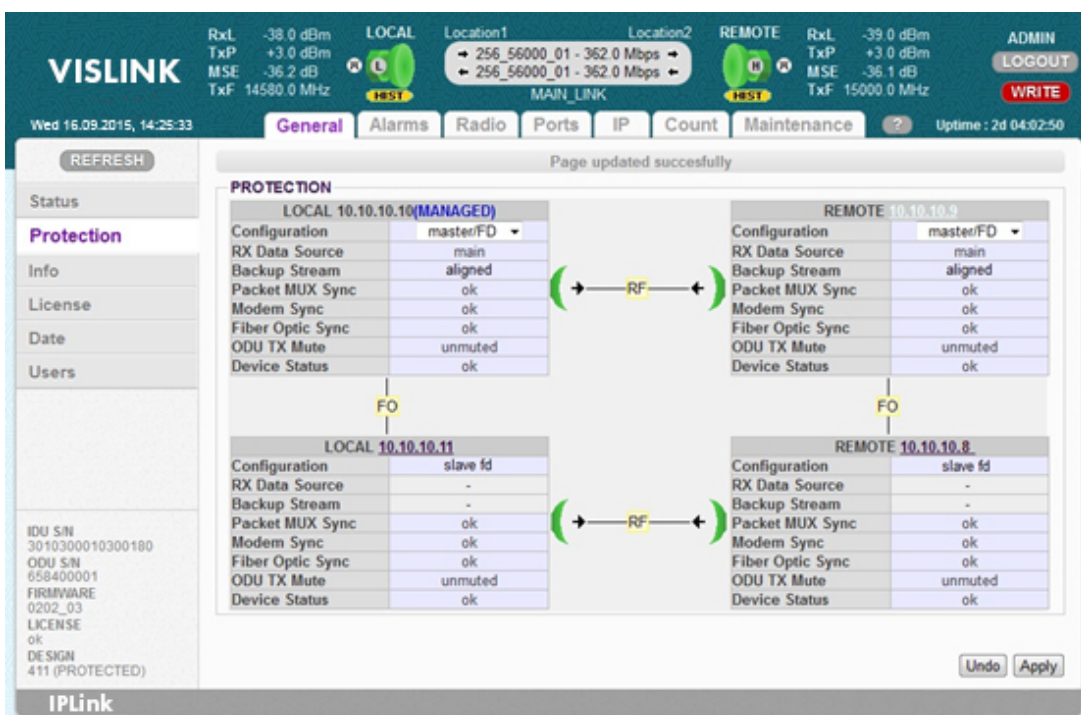 VISLINK
RxL -38.0 dBm LOCAL Location1 Location2 REMOTE RxL -39.0 dBm ADMIN
TxP +3.0 dBm → 256_56000_01 - 362.0 Mbps → TxP +3.0 dBm LOGOUT
MSE -36.2 dB R L ← 256_56000_01 - 362.0 Mbps ← H R MSE -36.1 dB
TxF 14580.0 MHz HIST MAIN_LINK HIST TxF 15000.0 MHz WRITE
Wed 16.09.2015, 14:25:33 General Alarms Radio Ports IP Count Maintenance ? Uptime : 2d 04:02:50
REFRESH
Status
Protection
Info
License
Date
Users
IDU S/N
3010300010300180
ODU S/N
658400001
FIRMWARE
0202_03
LICENSE
ok
DESIGN
411 (PROTECTED)
Page updated succesfully
PROTECTION
LOCAL 10.10.10.10(MANAGED)
Configuration master/FD
RX Data Source main
Backup Stream aligned
Packet MUX Sync ok
Modem Sync ok
Fiber Optic Sync ok
ODU TX Mute unmuted
Device Status ok
RF
REMOTE 10.10.10.9
Configuration master/FD
RX Data Source main
Backup Stream aligned
Packet MUX Sync ok
Modem Sync ok
Fiber Optic Sync ok
ODU TX Mute unmuted
Device Status ok
FO FO
LOCAL 10.10.10.11
Configuration slave fd
RX Data Source -
Backup Stream -
Packet MUX Sync ok
Modem Sync ok
Fiber Optic Sync ok
ODU TX Mute unmuted
Device Status ok
RF
REMOTE 10.10.10.8
Configuration slave fd
RX Data Source -
Backup Stream -
Packet MUX Sync ok
Modem Sync ok
Fiber Optic Sync ok
ODU TX Mute unmuted
Device Status ok
Undo Apply
IPLink